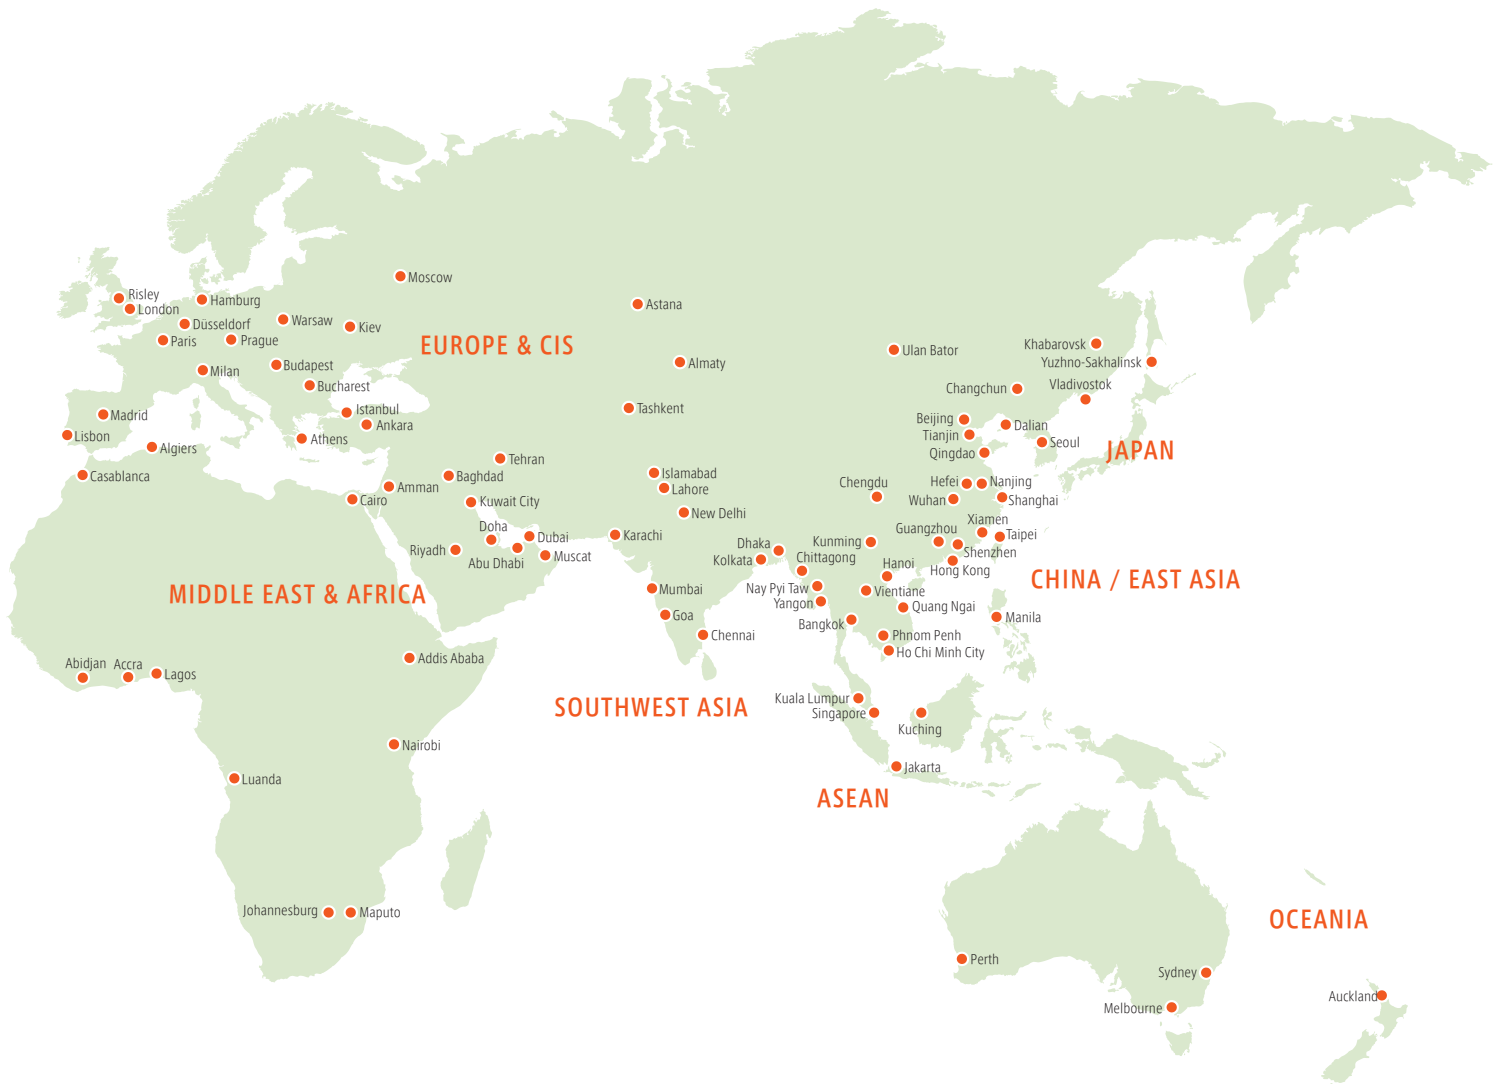 Moscow
Risley
London
Hamburg
Astana
Düsseldorf
Warsaw
Kiev
Paris
Prague
EUROPE & CIS
Ulan Bator
Khabarovsk
Yuzhno-Sakhalinsk
Milan
Budapest
Almaty
Bucharest
Changchun
Vladivostok
Madrid
Istanbul
Ankara
Tashkent
Beijing
Dalian
Lisbon
Athens
Tianjin
Seoul
Algiers
Qingdao
JAPAN
Tehran
Casablanca
Baghdad
Islamabad
Amman
Lahore
Chengdu
Hefei
Nanjing
Cairo
Kuwait City
Wuhan
Shanghai
New Delhi
Doha
Dubai
Karachi
Guangzhou
Xiamen
Taipei
Riyadh
Abu Dhabi
Muscat
Dhaka
Kunming
Shenzhen
Kolkata
Chittagong
Hanoi
Hong Kong
CHINA / EAST ASIA
MIDDLE EAST & AFRICA
Mumbai
Nay Pyi Taw
Vientiane
Yangon
Quang Ngai
Goa
Manila
Bangkok
Chennai
Phnom Penh
Ho Chi Minh City
Abidjan
Accra
Lagos
Addis Ababa
Kuala Lumpur
SOUTHWEST ASIA
Singapore
Kuching
Nairobi
Jakarta
Luanda
ASEAN
Johannesburg
Maputo
OCEANIA
Perth
Sydney
Auckland
Melbourne